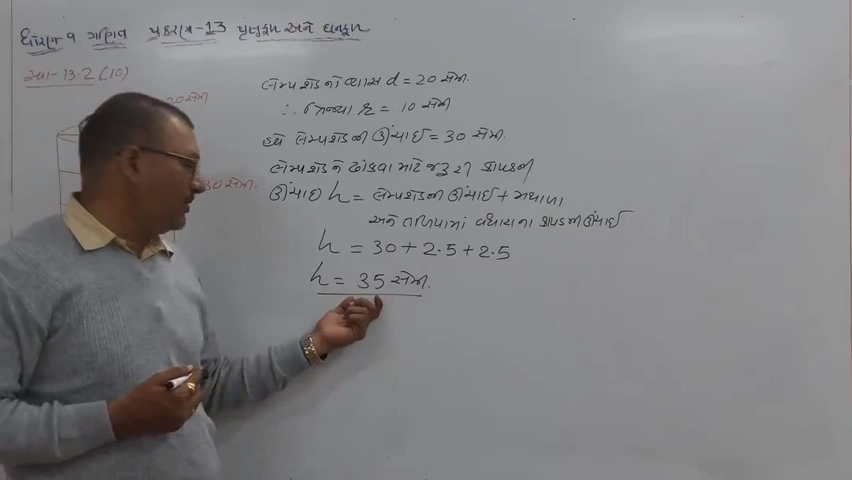 ધોરણ-૧ ગણિત પ્રકરણ-13 પૃષ્ઠફળ અને ઘનફળ
સ્વા-13.2 (10)
20 સેમી
30 સેમી.
લેમ્પશેડનો વ્યાસ d = 20 સેમી.
∴ ત્રિજ્યા r = 10 સેમી
હવે લેમ્પશેડની ઊંચાઈ = 30 સેમી.
લેમ્પશેડને ઢાંકવા માટે જરૂરી કાપડની
ઊંચાઈ h = લેમ્પશેડની ઊંચાઈ + મથાળા
અને તળિયામાં વધારાના કાપડની ઊંચાઈ
h = 30 + 2.5 + 2.5
h = 35 સેમી.